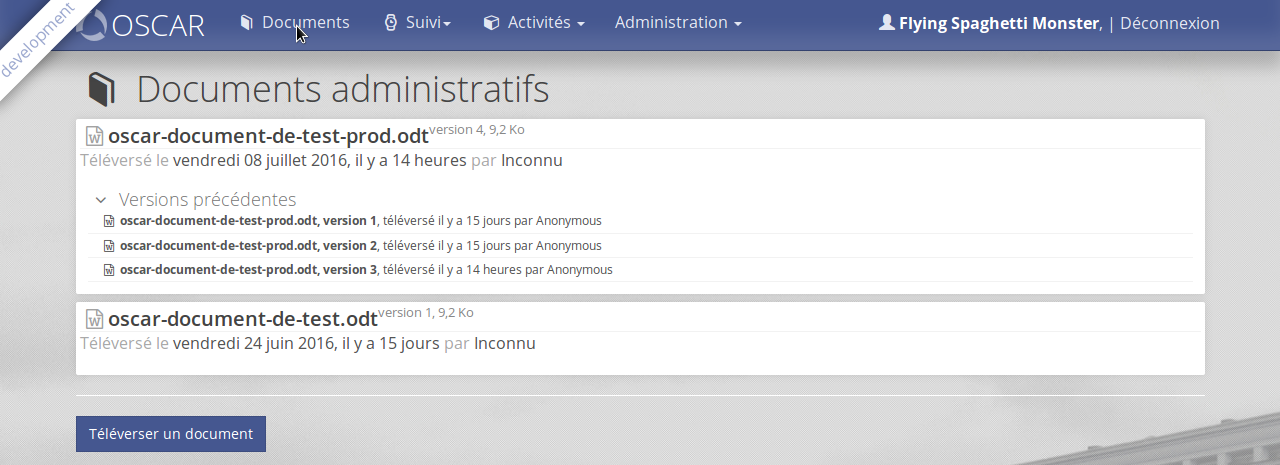 development
OSCAR Documents Suivi Activités Administration Flying Spaghetti Monster, | Déconnexion
Documents administratifs
oscar-document-de-test-prod.odt version 4, 9,2 Ko
Téléversé le vendredi 08 juillet 2016, il y a 14 heures par Inconnu
Versions précédentes
oscar-document-de-test-prod.odt, version 1, téléversé il y a 15 jours par Anonymous
oscar-document-de-test-prod.odt, version 2, téléversé il y a 15 jours par Anonymous
oscar-document-de-test-prod.odt, version 3, téléversé il y a 14 heures par Anonymous
oscar-document-de-test.odt version 1, 9,2 Ko
Téléversé le vendredi 24 juin 2016, il y a 15 jours par Inconnu
Téléverser un document